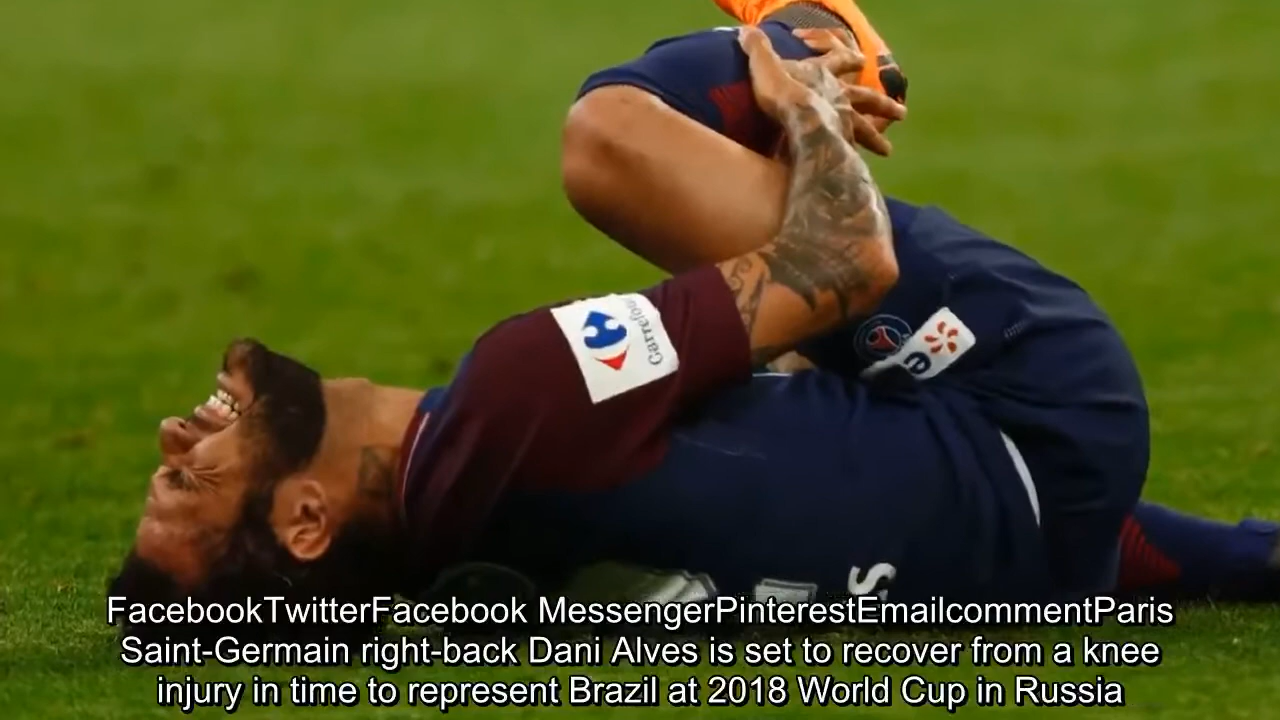 Carrefour
e
S
FacebookTwitterFacebook MessengerPinterestEmailcommentParis
Saint-Germain right-back Dani Alves is set to recover from a knee
injury in time to represent Brazil at 2018 World Cup in Russia